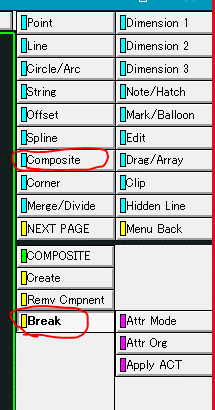 Point Dimension 1
Line Dimension 2
Circle/Arc Dimension 3
String Note/Hatch
Offset Mark/Balloon
Spline Edit
Composite Drag/Array
Corner Clip
Merge/Divide Hidden Line
NEXT PAGE Menu Back
COMPOSITE
Create
Remv Cmpnent
Break Attr Mode
Attr Org
Apply ACT